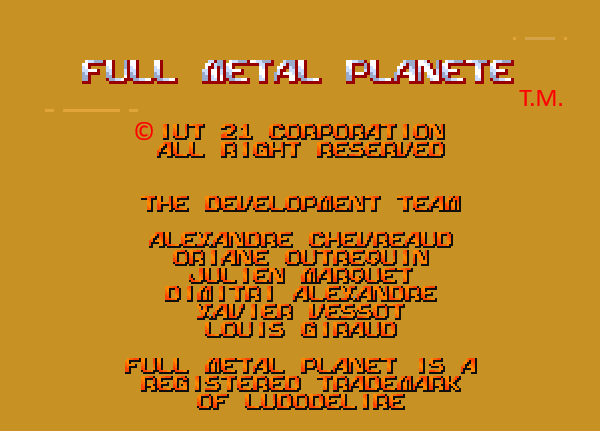 FULL METAL PLANETE
T.M.
© IUT 21 CORPORATION
ALL RIGHT RESERVED
THE DEVELOPMENT TEAM
ALEXANDRE CHEVREAUD
ORIANE OUTREQUIN
JULIEN MARQUET
DIMITRI ALEXANDRE
XAVIER VESSOT
LOUIS GIRAUD
FULL METAL PLANET IS A
REGISTERED TRADEMARK
OF LUDODELIRE